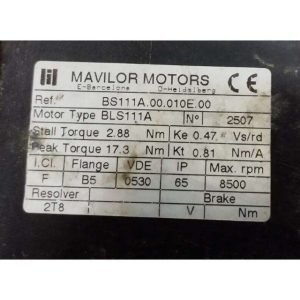 MAVILOR MOTORS CE
E-Barcelona D-Heidelberg
Ref. BS111A.00.010E.00
Motor Type BLS111A Nº 2507
Stall Torque 2.88 Nm Ke 0.47 Vs/rd
Peak Torque 17.3 Nm Kt 0.81 Nm/A
I.Cl. Flange VDE IP Max. rpm
F B5 0530 65 8500
Resolver Brake
2T8 V Nm